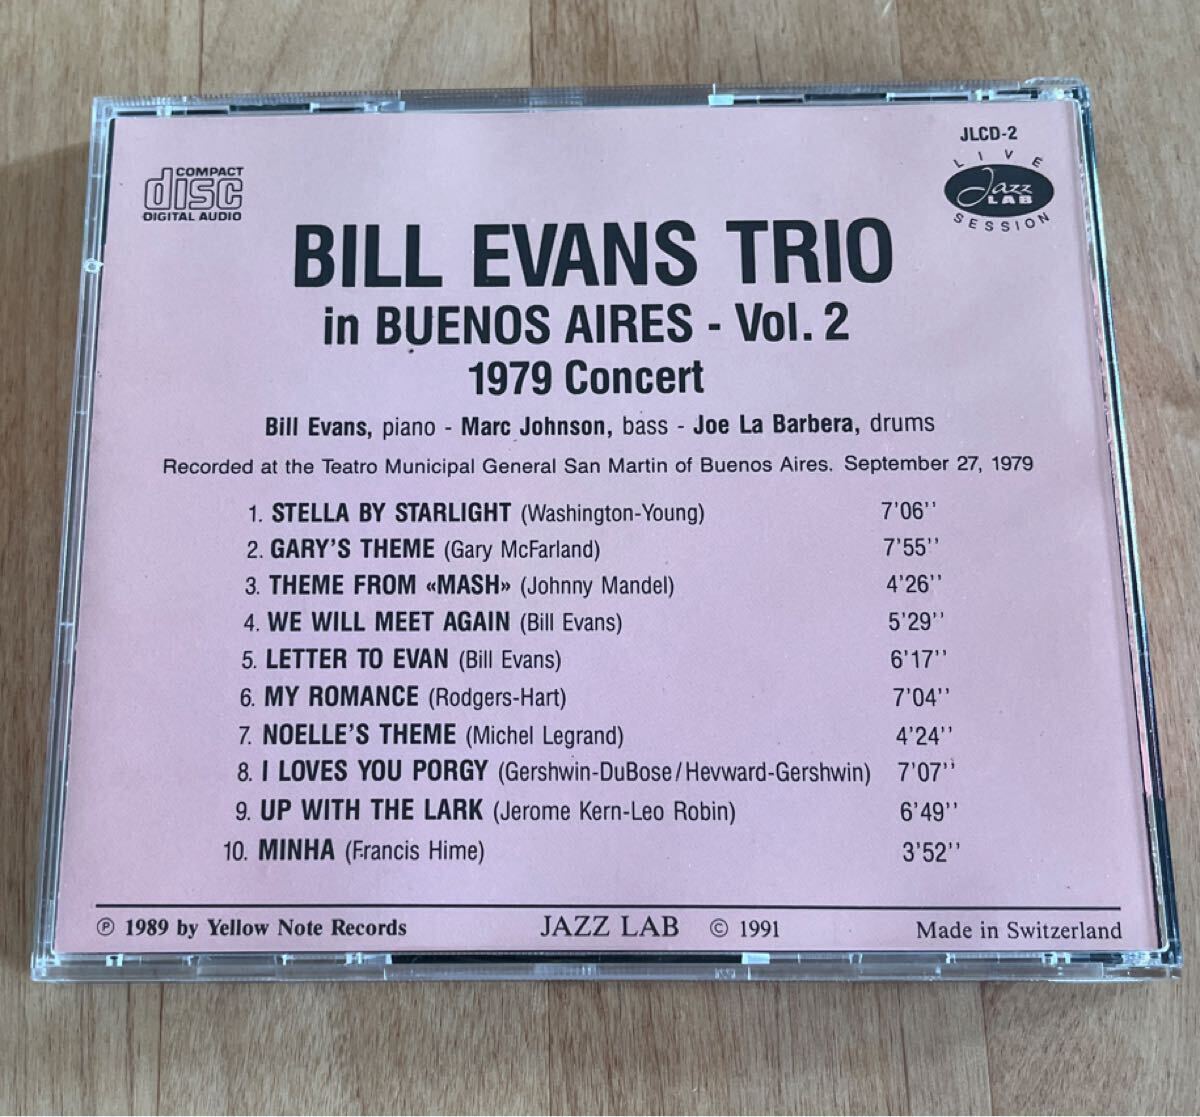 JLCD-2
LIVE
Jazz
LAB
SESSION
COMPACT
disc
DIGITAL AUDIO
BILL EVANS TRIO
in BUENOS AIRES - Vol. 2
1979 Concert
Bill Evans, piano - Marc Johnson, bass - Joe La Barbera, drums
Recorded at the Teatro Municipal General San Martin of Buenos Aires. September 27, 1979
1. STELLA BY STARLIGHT (Washington-Young) 7'06''
2. GARY'S THEME (Gary McFarland) 7'55''
3. THEME FROM «MASH» (Johnny Mandel) 4'26''
4. WE WILL MEET AGAIN (Bill Evans) 5'29''
5. LETTER TO EVAN (Bill Evans) 6'17''
6. MY ROMANCE (Rodgers-Hart) 7'04''
7. NOELLE'S THEME (Michel Legrand) 4'24''
8. I LOVES YOU PORGY (Gershwin-DuBose/Hevward-Gershwin) 7'07''
9. UP WITH THE LARK (Jerome Kern-Leo Robin) 6'49''
10. MINHA (Francis Hime) 3'52''
℗ 1989 by Yellow Note Records JAZZ LAB © 1991 Made in Switzerland